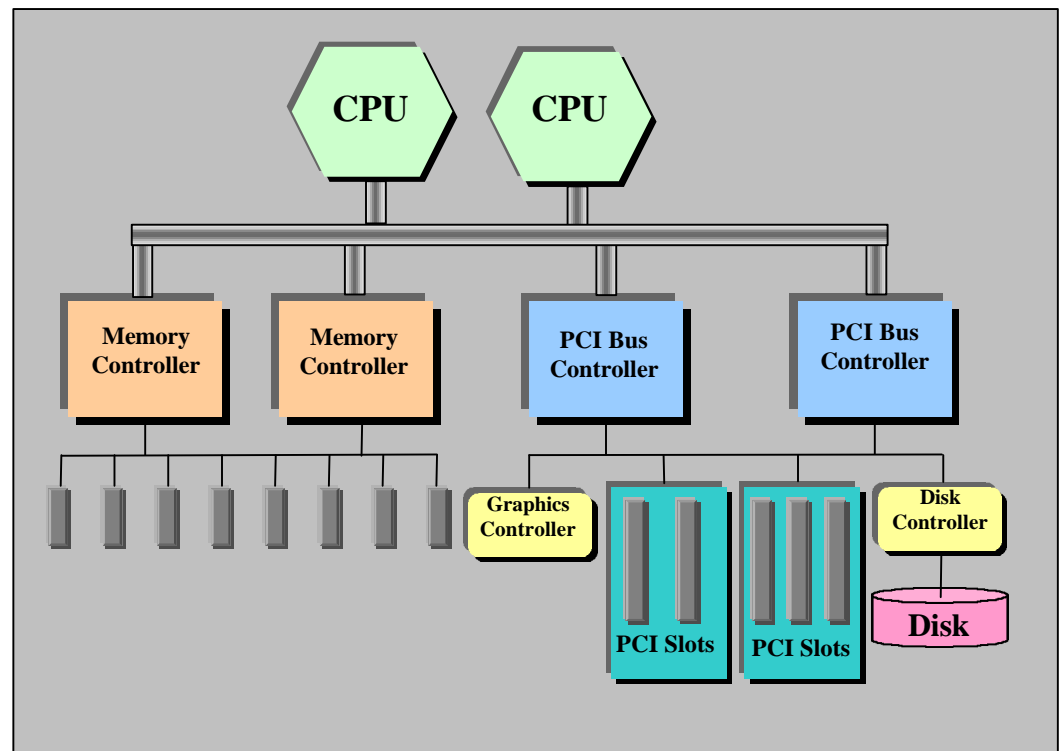 CPU
CPU
Memory
Controller
Memory
Controller
PCI Bus
Controller
PCI Bus
Controller
Graphics
Controller
PCI Slots
PCI Slots
Disk
Controller
Disk